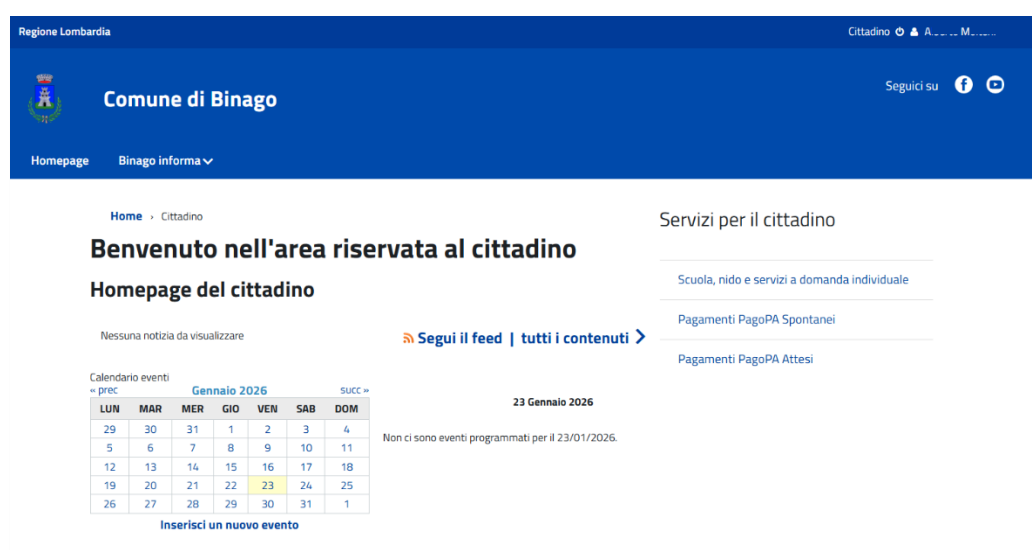 Regione Lombardia
Cittadino
Comune di Binago
Seguici su
Homepage Binago informa
Home › Cittadino
Benvenuto nell'area riservata al cittadino
Homepage del cittadino
Nessuna notizia da visualizzare
Segui il feed | tutti i contenuti
Calendario eventi
« prec Gennaio 2026 succ »
LUN MAR MER GIO VEN SAB DOM
29 30 31 1 2 3 4
5 6 7 8 9 10 11
12 13 14 15 16 17 18
19 20 21 22 23 24 25
26 27 28 29 30 31 1
Inserisci un nuovo evento
23 Gennaio 2026
Non ci sono eventi programmati per il 23/01/2026.
Servizi per il cittadino
Scuola, nido e servizi a domanda individuale
Pagamenti PagoPA Spontanei
Pagamenti PagoPA Attesi